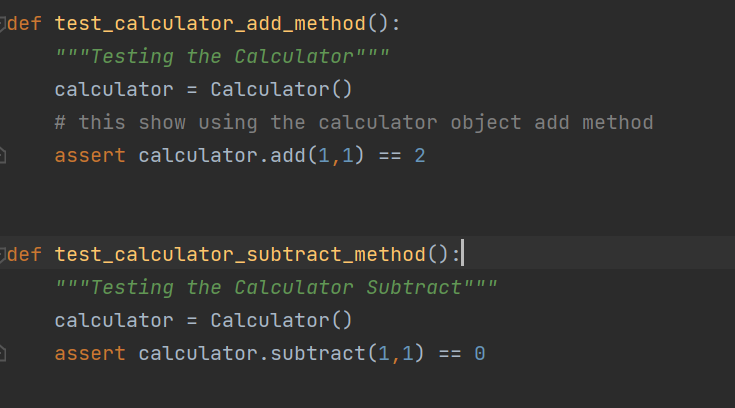 def test_calculator_add_method():
"""Testing the Calculator"""
calculator = Calculator()
# this show using the calculator object add method
assert calculator.add(1,1) == 2
def test_calculator_subtract_method():
"""Testing the Calculator Subtract"""
calculator = Calculator()
assert calculator.subtract(1,1) == 0